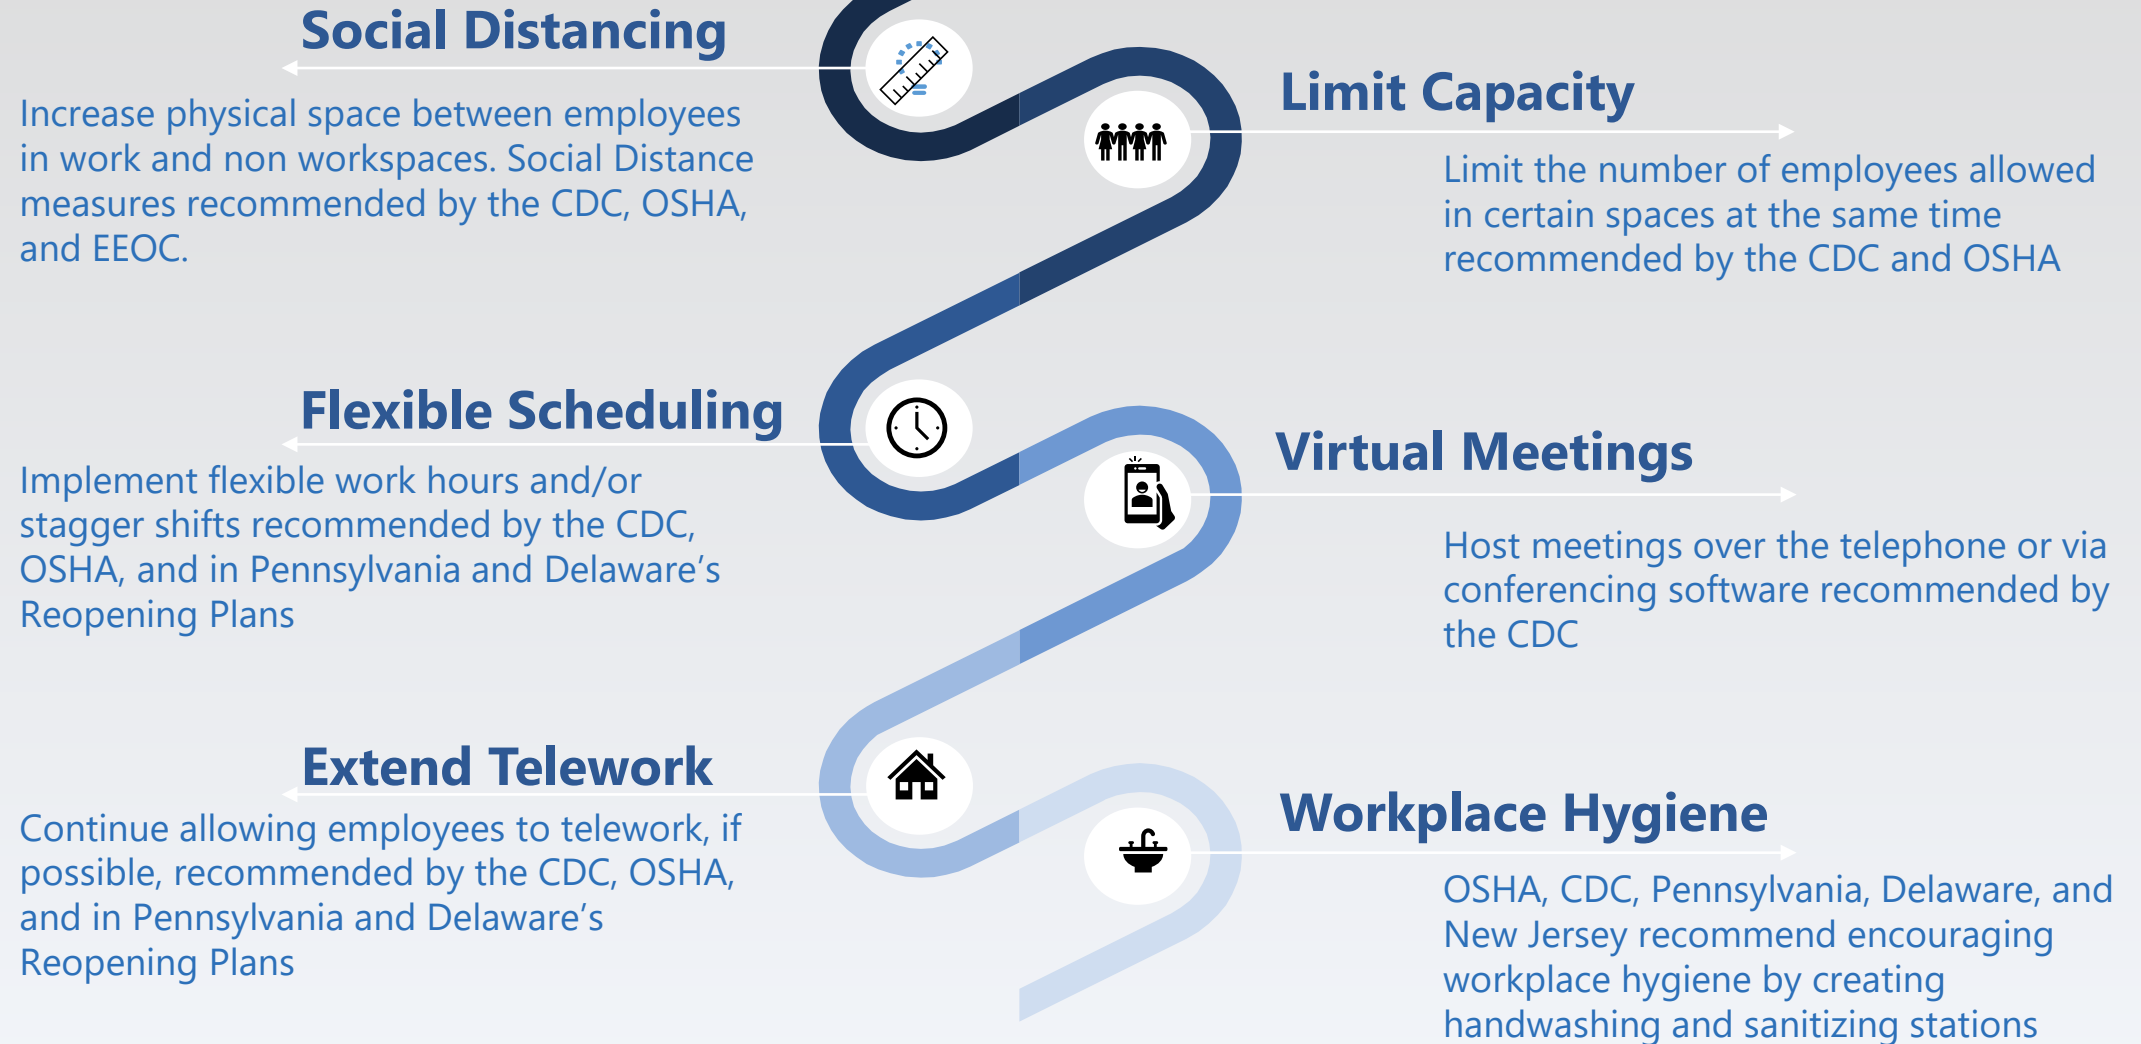 Social Distancing
Increase physical space between employees
in work and non workspaces. Social Distance
measures recommended by the CDC, OSHA,
and EEOC.
Limit Capacity
Limit the number of employees allowed
in certain spaces at the same time
recommended by the CDC and OSHA
Flexible Scheduling
Implement flexible work hours and/or
stagger shifts recommended by the CDC,
OSHA, and in Pennsylvania and Delaware’s
Reopening Plans
Virtual Meetings
Host meetings over the telephone or via
conferencing software recommended by
the CDC
Extend Telework
Continue allowing employees to telework, if
possible, recommended by the CDC, OSHA,
and in Pennsylvania and Delaware’s
Reopening Plans
Workplace Hygiene
OSHA, CDC, Pennsylvania, Delaware, and
New Jersey recommend encouraging
workplace hygiene by creating
handwashing and sanitizing stations